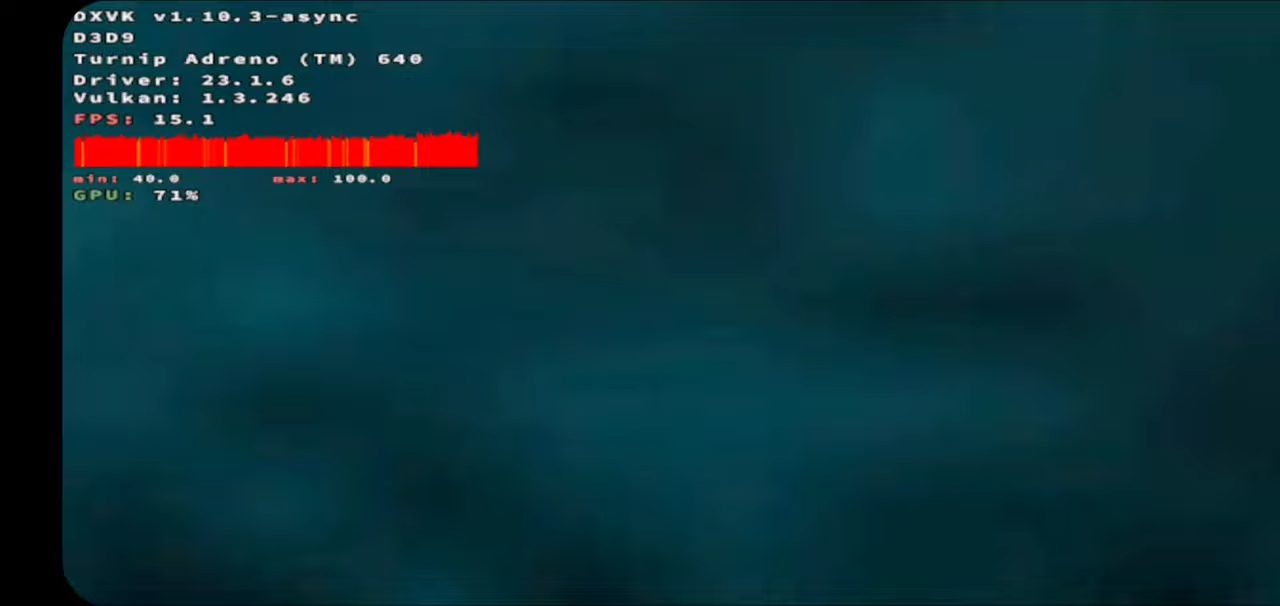 DXVK v1.10.3-async
D3D9
Turnip Adreno (TM) 640
Driver: 23.1.6
Vulkan: 1.3.246
FPS: 15.1
min: 40.0 max: 100.0
GPU: 71%